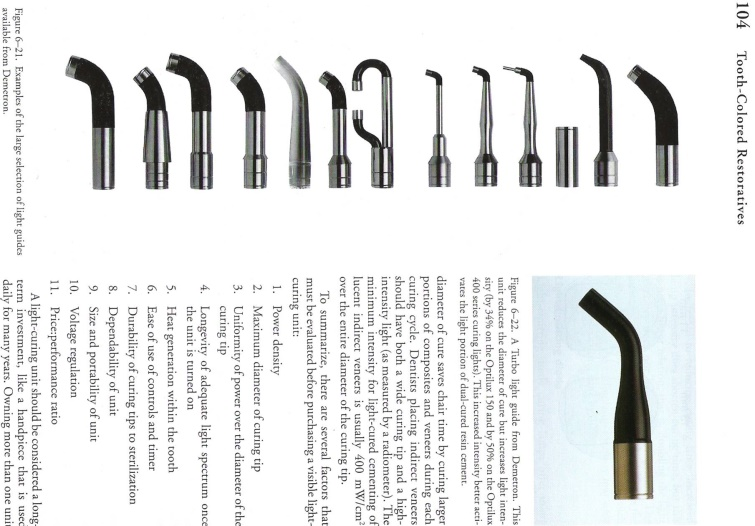 104 Tooth-Colored Restoratives
Figure 6–21. Examples of the large selection of light guides
available from Demetron.
Figure 6–22. A Turbo light guide from Demetron. This
unit reduces the diameter of cure but increases light inten-
sity (by 34% on the Optilux 150 and by 50% on the Optilux
400 series curing lights). This increased intensity better acti-
vates the light portion of dual-cured resin cement.
diameter of cure saves chair time by curing larger
portions of composites and veneers during each
curing cycle. Dentists placing indirect veneers
should have both a wide curing tip and a high-
intensity light (as measured by a radiometer). The
minimum intensity for light-cured cementing of
lucent indirect veneers is usually 400 mW/cm²
over the entire diameter of the curing tip.
To summarize, there are several factors that
must be evaluated before purchasing a visible light-
curing unit:
1. Power density
2. Maximum diameter of curing tip
3. Uniformity of power over the diameter of the
curing tip
4. Longevity of adequate light spectrum once
the unit is turned on
5. Heat generation within the tooth
6. Ease of use of controls and timer
7. Durability of curing tips to sterilization
8. Dependability of unit
9. Size and portability of unit
10. Voltage regulation
11. Price:performance ratio
A light-curing unit should be considered a long-
term investment, like a handpiece that is used
daily for many years. Owning more than one unit